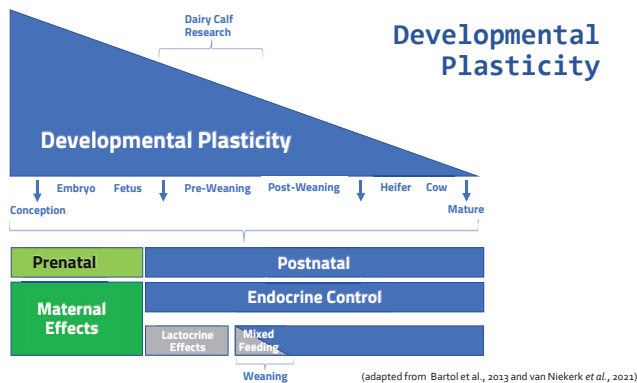 Dairy Calf
Research
Developmental
Plasticity
Developmental Plasticity
Embryo Fetus Pre-Weaning Post-Weaning Heifer Cow
Conception Mature
Prenatal Postnatal
Maternal
Effects
Endocrine Control
Lactocrine
Effects
Mixed
Feeding
Weaning
(adapted from Bartol et al., 2013 and van Niekerk et al., 2021)